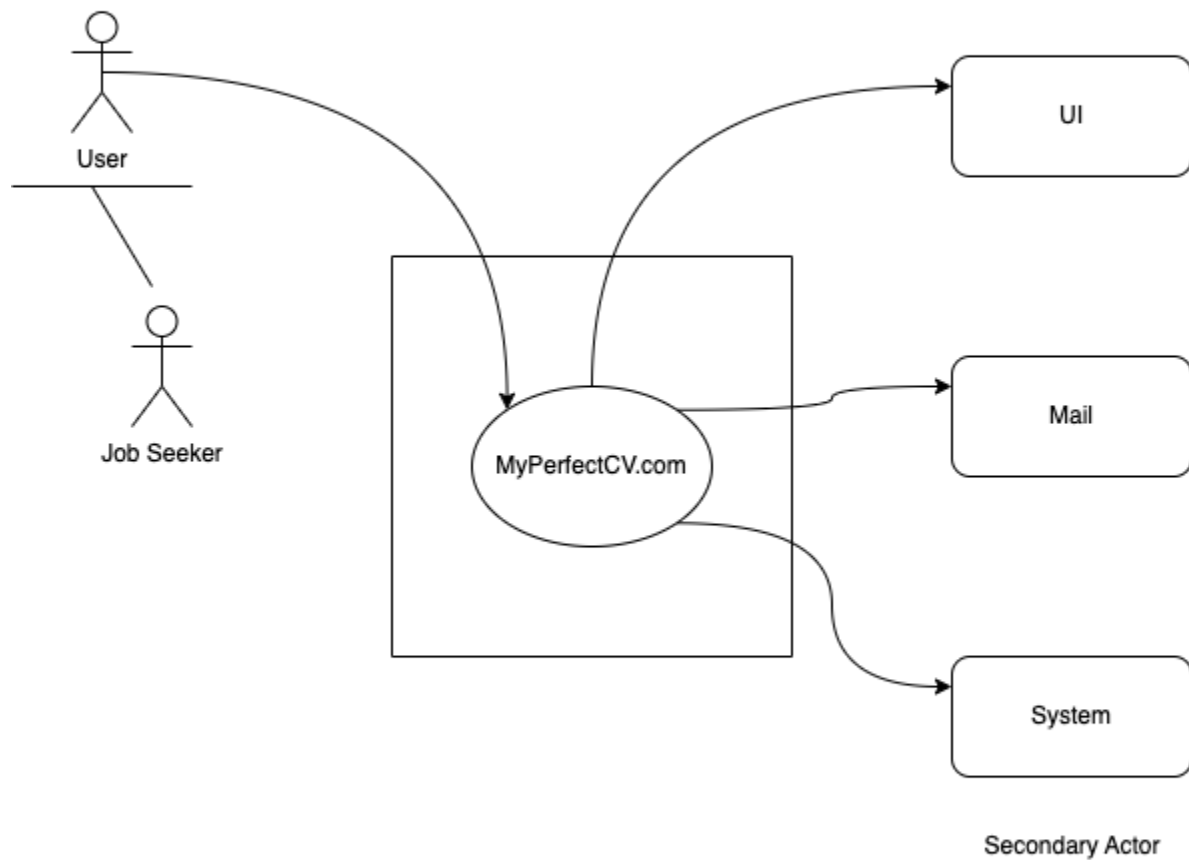 User
Job Seeker
MyPerfectCV.com
UI
Mail
System
Secondary Actor